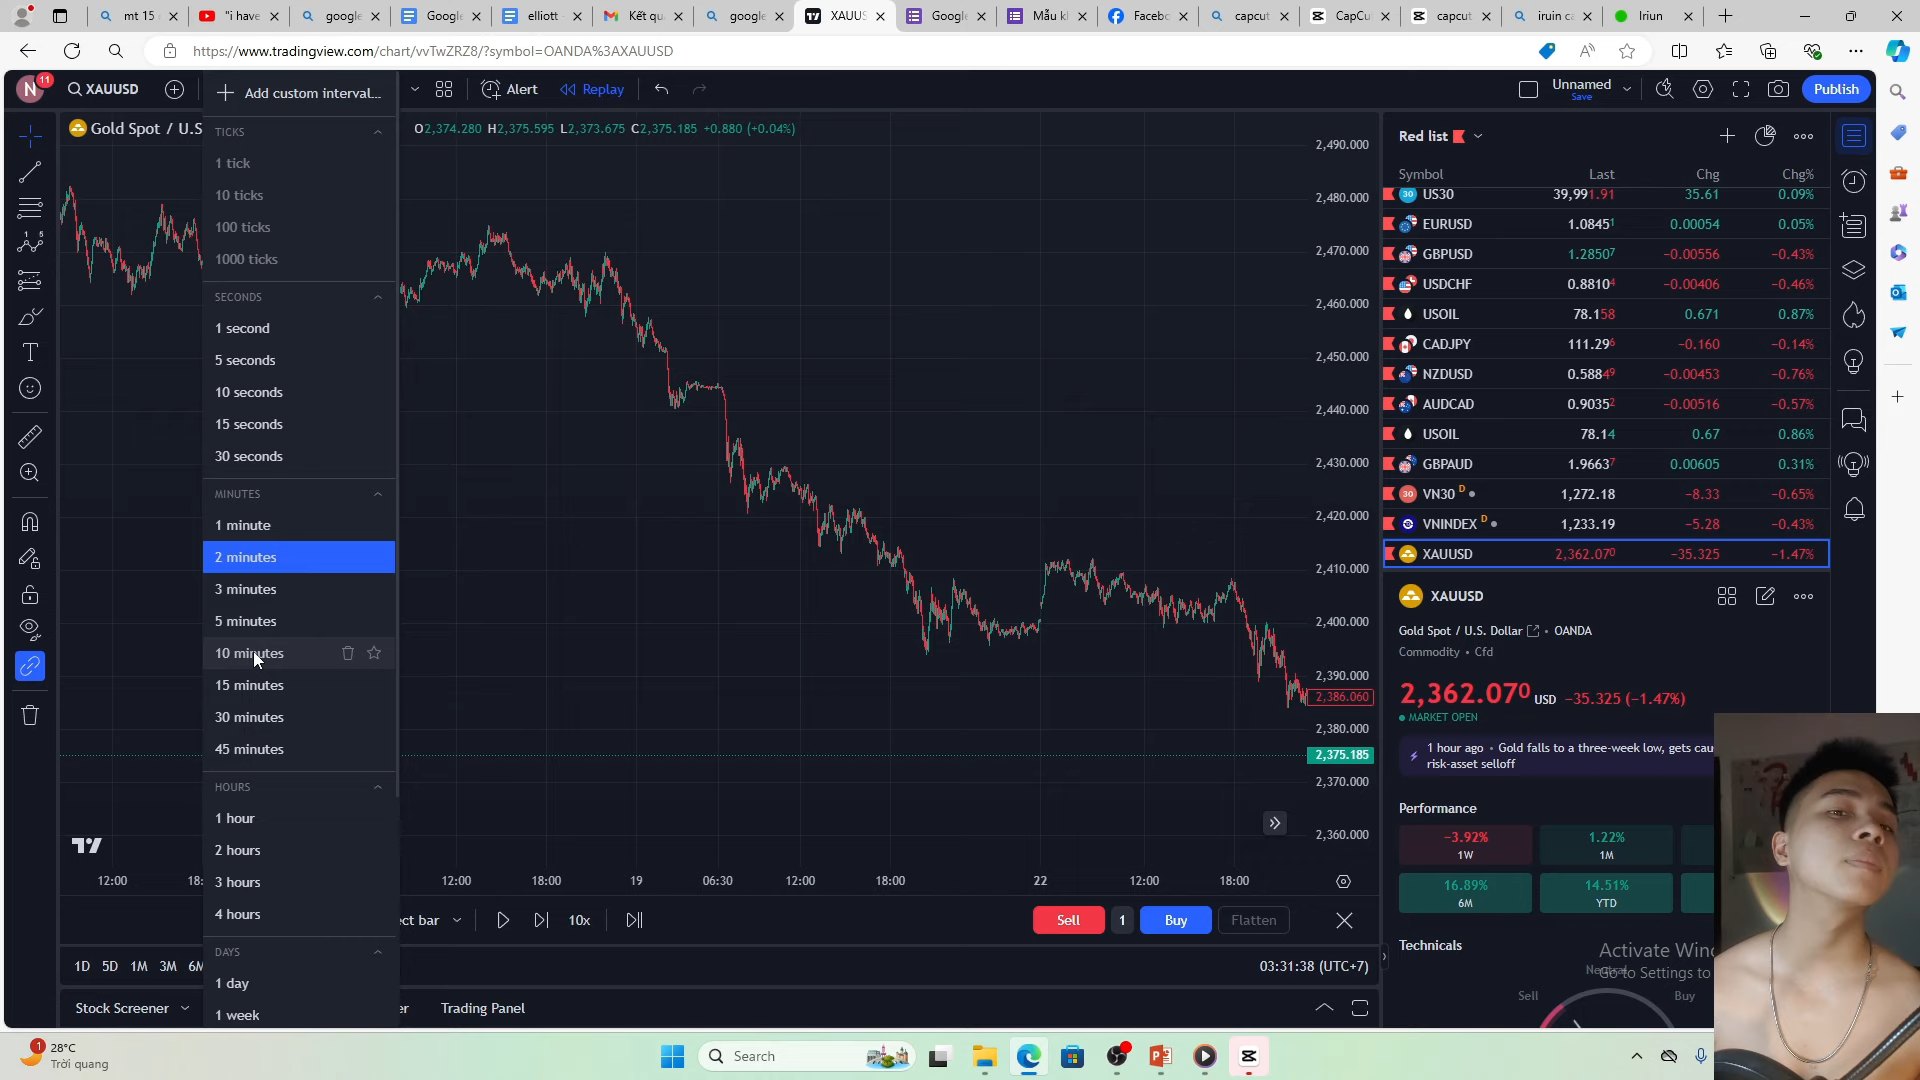 mt 15
"i have
google
Google
elliott -
Kết qu
google
XAUUS
Google
Mẫu k
Faceb
capcut
CapCu
capcut
iruin ca
Iriun
https://www.tradingview.com/chart/vvTwZRZ8/?symbol=OANDA%3AXAUUSD
N 11
XAUUSD
Add custom interval...
Alert
Replay
Unnamed
Save
Publish
Gold Spot / U.S
O2,374.280 H2,375.595 L2,373.675 C2,375.185 +0.880 (+0.04%)
TICKS
1 tick
10 ticks
100 ticks
1000 ticks
SECONDS
1 second
5 seconds
10 seconds
15 seconds
30 seconds
MINUTES
1 minute
2 minutes
3 minutes
5 minutes
10 minutes
15 minutes
30 minutes
45 minutes
HOURS
1 hour
2 hours
3 hours
4 hours
DAYS
1 day
1 week
2,490.000
2,480.000
2,470.000
2,460.000
2,450.000
2,440.000
2,430.000
2,420.000
2,410.000
2,400.000
2,390.000
2,386.060
2,380.000
2,375.185
2,370.000
2,360.000
12:00 18: 12:00 18:00 19 06:30 12:00 18:00 22 12:00 18:00
ect bar
10x
Sell 1 Buy Flatten
1D 5D 1M 3M 6M
03:31:38 (UTC+7)
Stock Screener
er
Trading Panel
Red list
Symbol Last Chg Chg%
US30 39,991.91 35.61 0.09%
EURUSD 1.08451 0.00054 0.05%
GBPUSD 1.28507 −0.00556 −0.43%
USDCHF 0.88104 −0.00406 −0.46%
USOIL 78.158 0.671 0.87%
CADJPY 111.296 −0.160 −0.14%
NZDUSD 0.58849 −0.00453 −0.76%
AUDCAD 0.90352 −0.00516 −0.57%
USOIL 78.14 0.67 0.86%
GBPAUD 1.96637 0.00605 0.31%
VN30 D 1,272.18 −8.33 −0.65%
VNINDEX D 1,233.19 −5.28 −0.43%
XAUUSD 2,362.070 −35.325 −1.47%
XAUUSD
Gold Spot / U.S. Dollar • OANDA
Commodity • Cfd
2,362.070 USD −35.325 (−1.47%)
MARKET OPEN
1 hour ago • Gold falls to a three-week low, gets cau
risk-asset selloff
Performance
−3.92%
1W
1.22%
1M
16.89%
6M
14.51%
YTD
Technicals
Neutral
Sell
Buy
Activate Win
Go to Settings to
1
28°C
Trời quang
Search